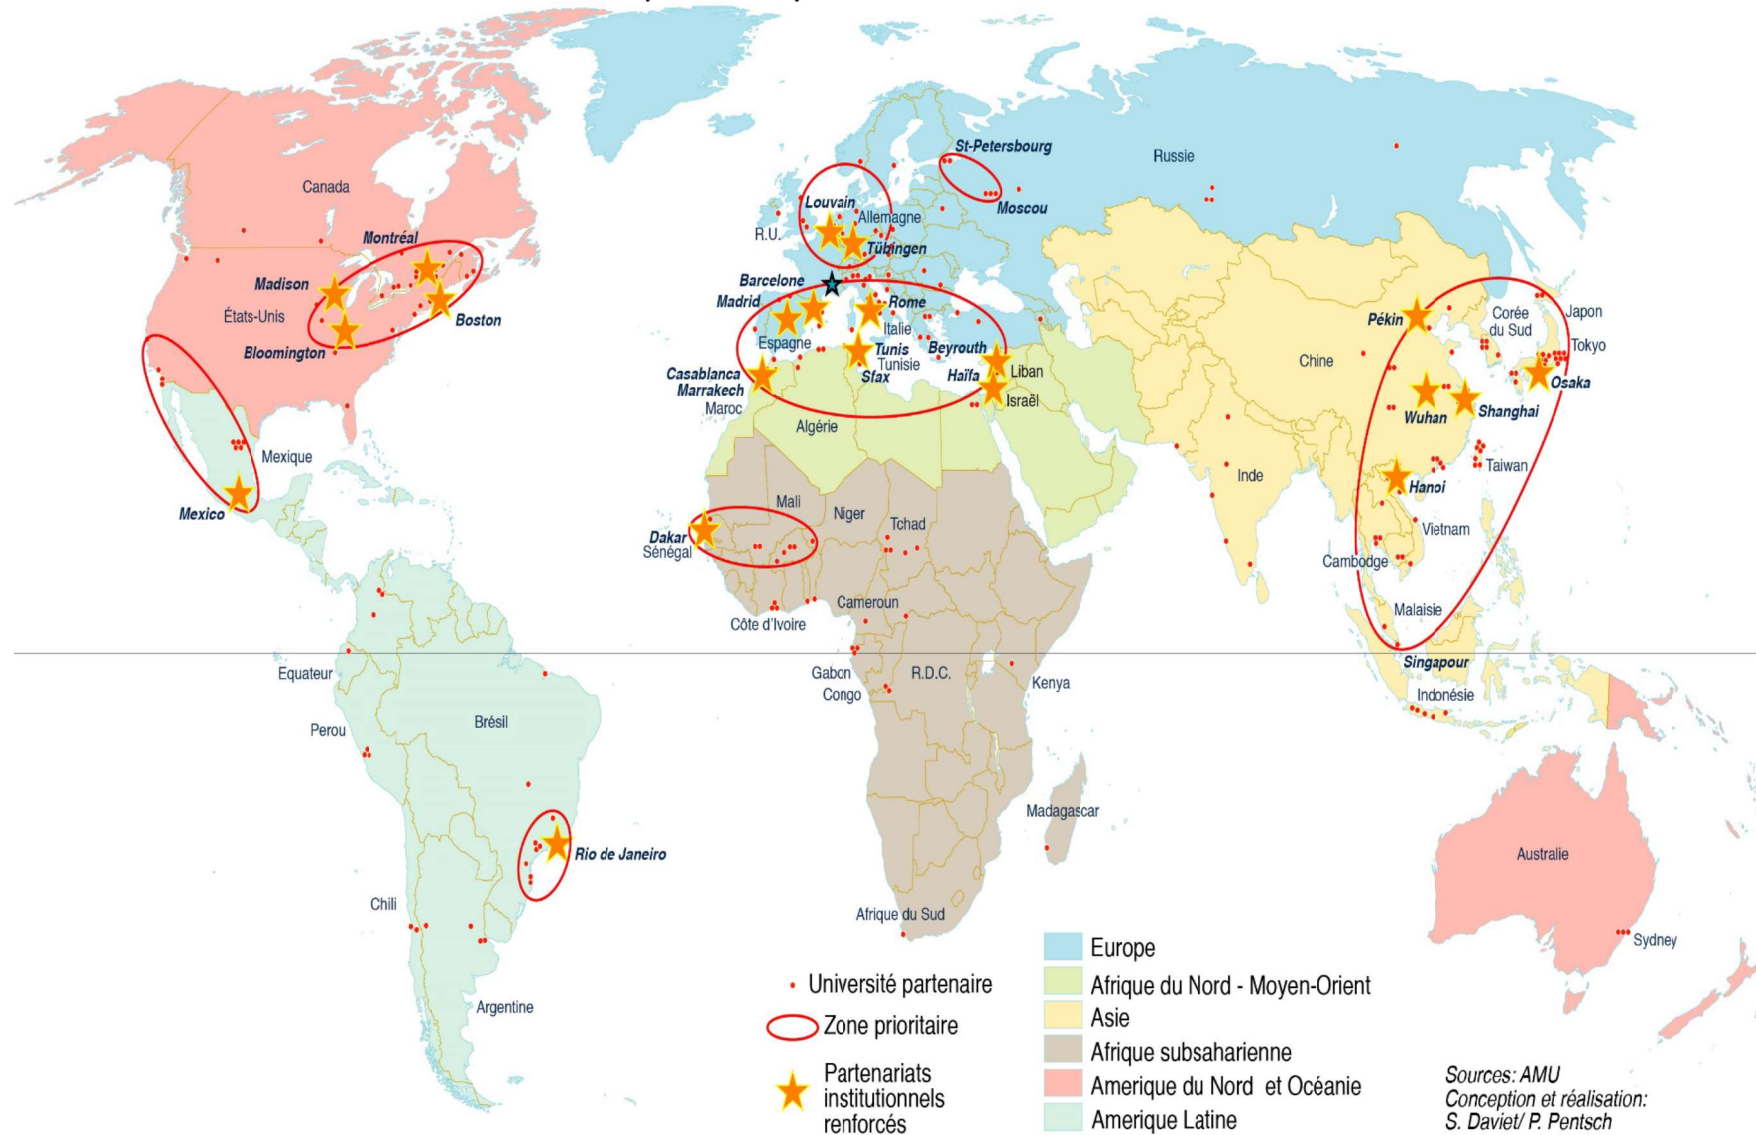 Canada
Montréal
Madison
États-Unis
Boston
Bloomington
Mexique
Mexico
Equateur
Perou
Brésil
Rio de Janeiro
Chili
Argentine
St-Petersbourg
Russie
Moscou
Louvain
Allemagne
R.U.
Tübingen
Barcelone
Madrid
Rome
Italie
Espagne
Tunis
Tunisie
Sfax
Beyrouth
Haïfa
Liban
Israël
Casablanca
Marrakech
Maroc
Algérie
Mali
Niger
Tchad
Dakar
Sénégal
Cameroun
Côte d'Ivoire
Gabon
Congo
R.D.C.
Kenya
Madagascar
Afrique du Sud
Pékin
Corée
du Sud
Japon
Tokyo
Chine
Osaka
Wuhan
Shanghai
Inde
Hanoi
Taiwan
Vietnam
Cambodge
Malaisie
Singapour
Indonésie
Australie
Sydney
Université partenaire
Zone prioritaire
Partenariats
institutionnels
renforcés
Europe
Afrique du Nord - Moyen-Orient
Asie
Afrique subsaharienne
Amerique du Nord et Océanie
Amerique Latine
Sources: AMU
Conception et réalisation:
S. Daviet/ P. Pentsch